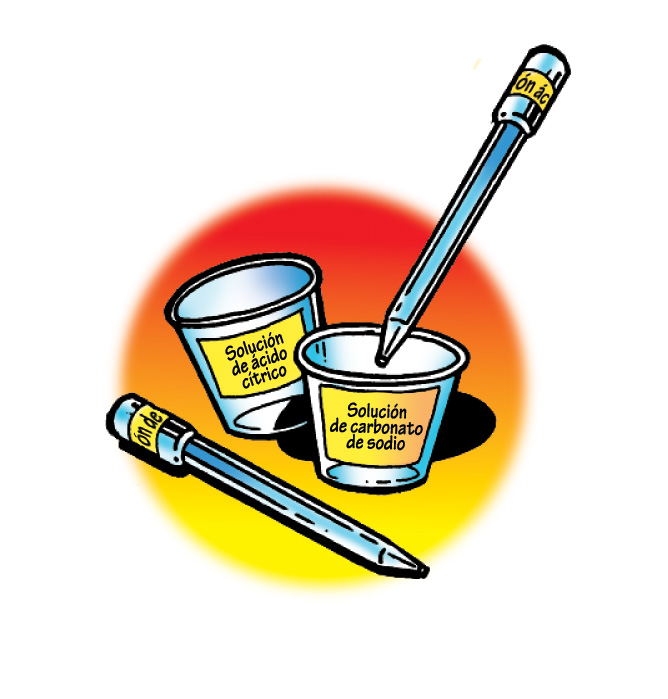 ón ác
Solución
de ácido
cítrico
Solución
de carbonato
de sodio
ón de